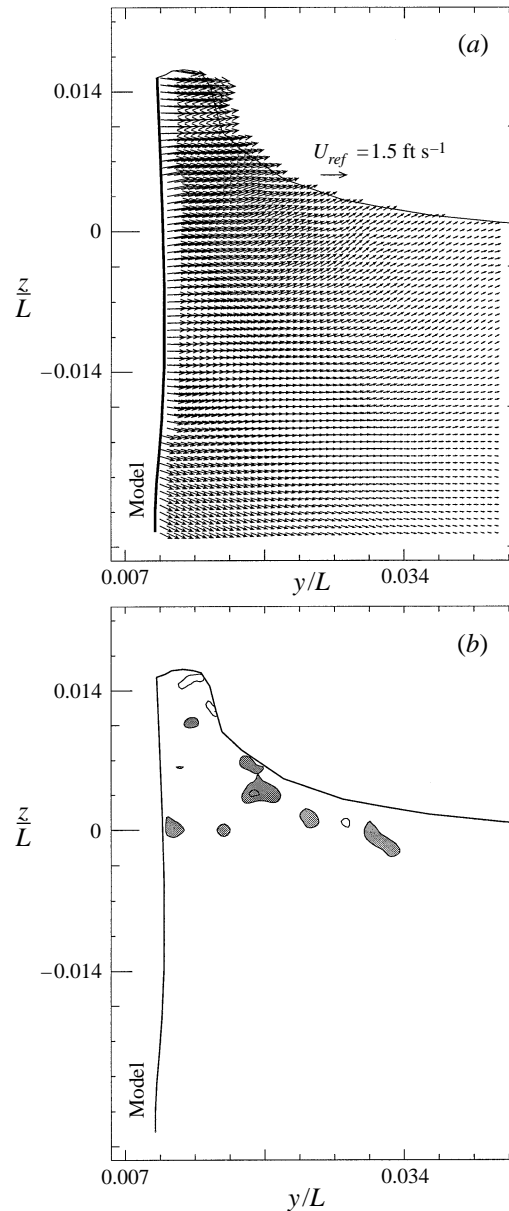 (a)
0.014
U_ref = 1.5 ft s⁻¹
0
z/L
−0.014
Model
0.007
0.034
y/L
(b)
0.014
0
z/L
−0.014
Model
0.007
0.034
y/L